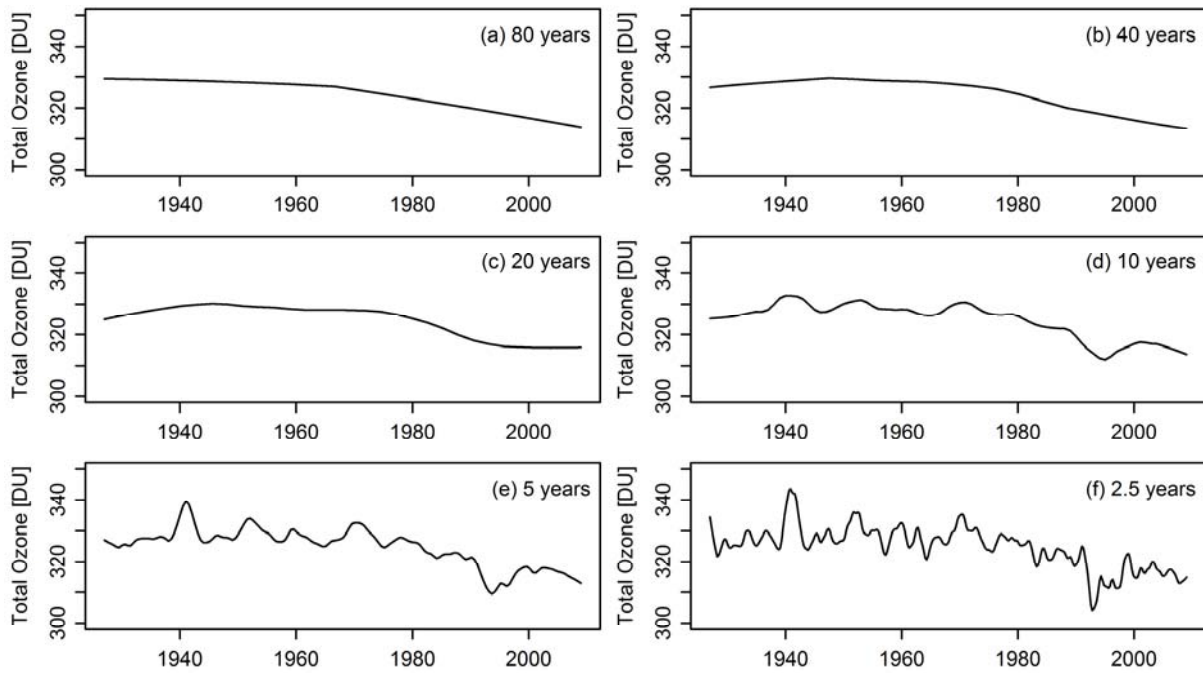 (a) 80 years
Total Ozone [DU]
300 320 340
1940 1960 1980 2000
(b) 40 years
Total Ozone [DU]
300 320 340
1940 1960 1980 2000
(c) 20 years
Total Ozone [DU]
300 320 340
1940 1960 1980 2000
(d) 10 years
Total Ozone [DU]
300 320 340
1940 1960 1980 2000
(e) 5 years
Total Ozone [DU]
300 320 340
1940 1960 1980 2000
(f) 2.5 years
Total Ozone [DU]
300 320 340
1940 1960 1980 2000